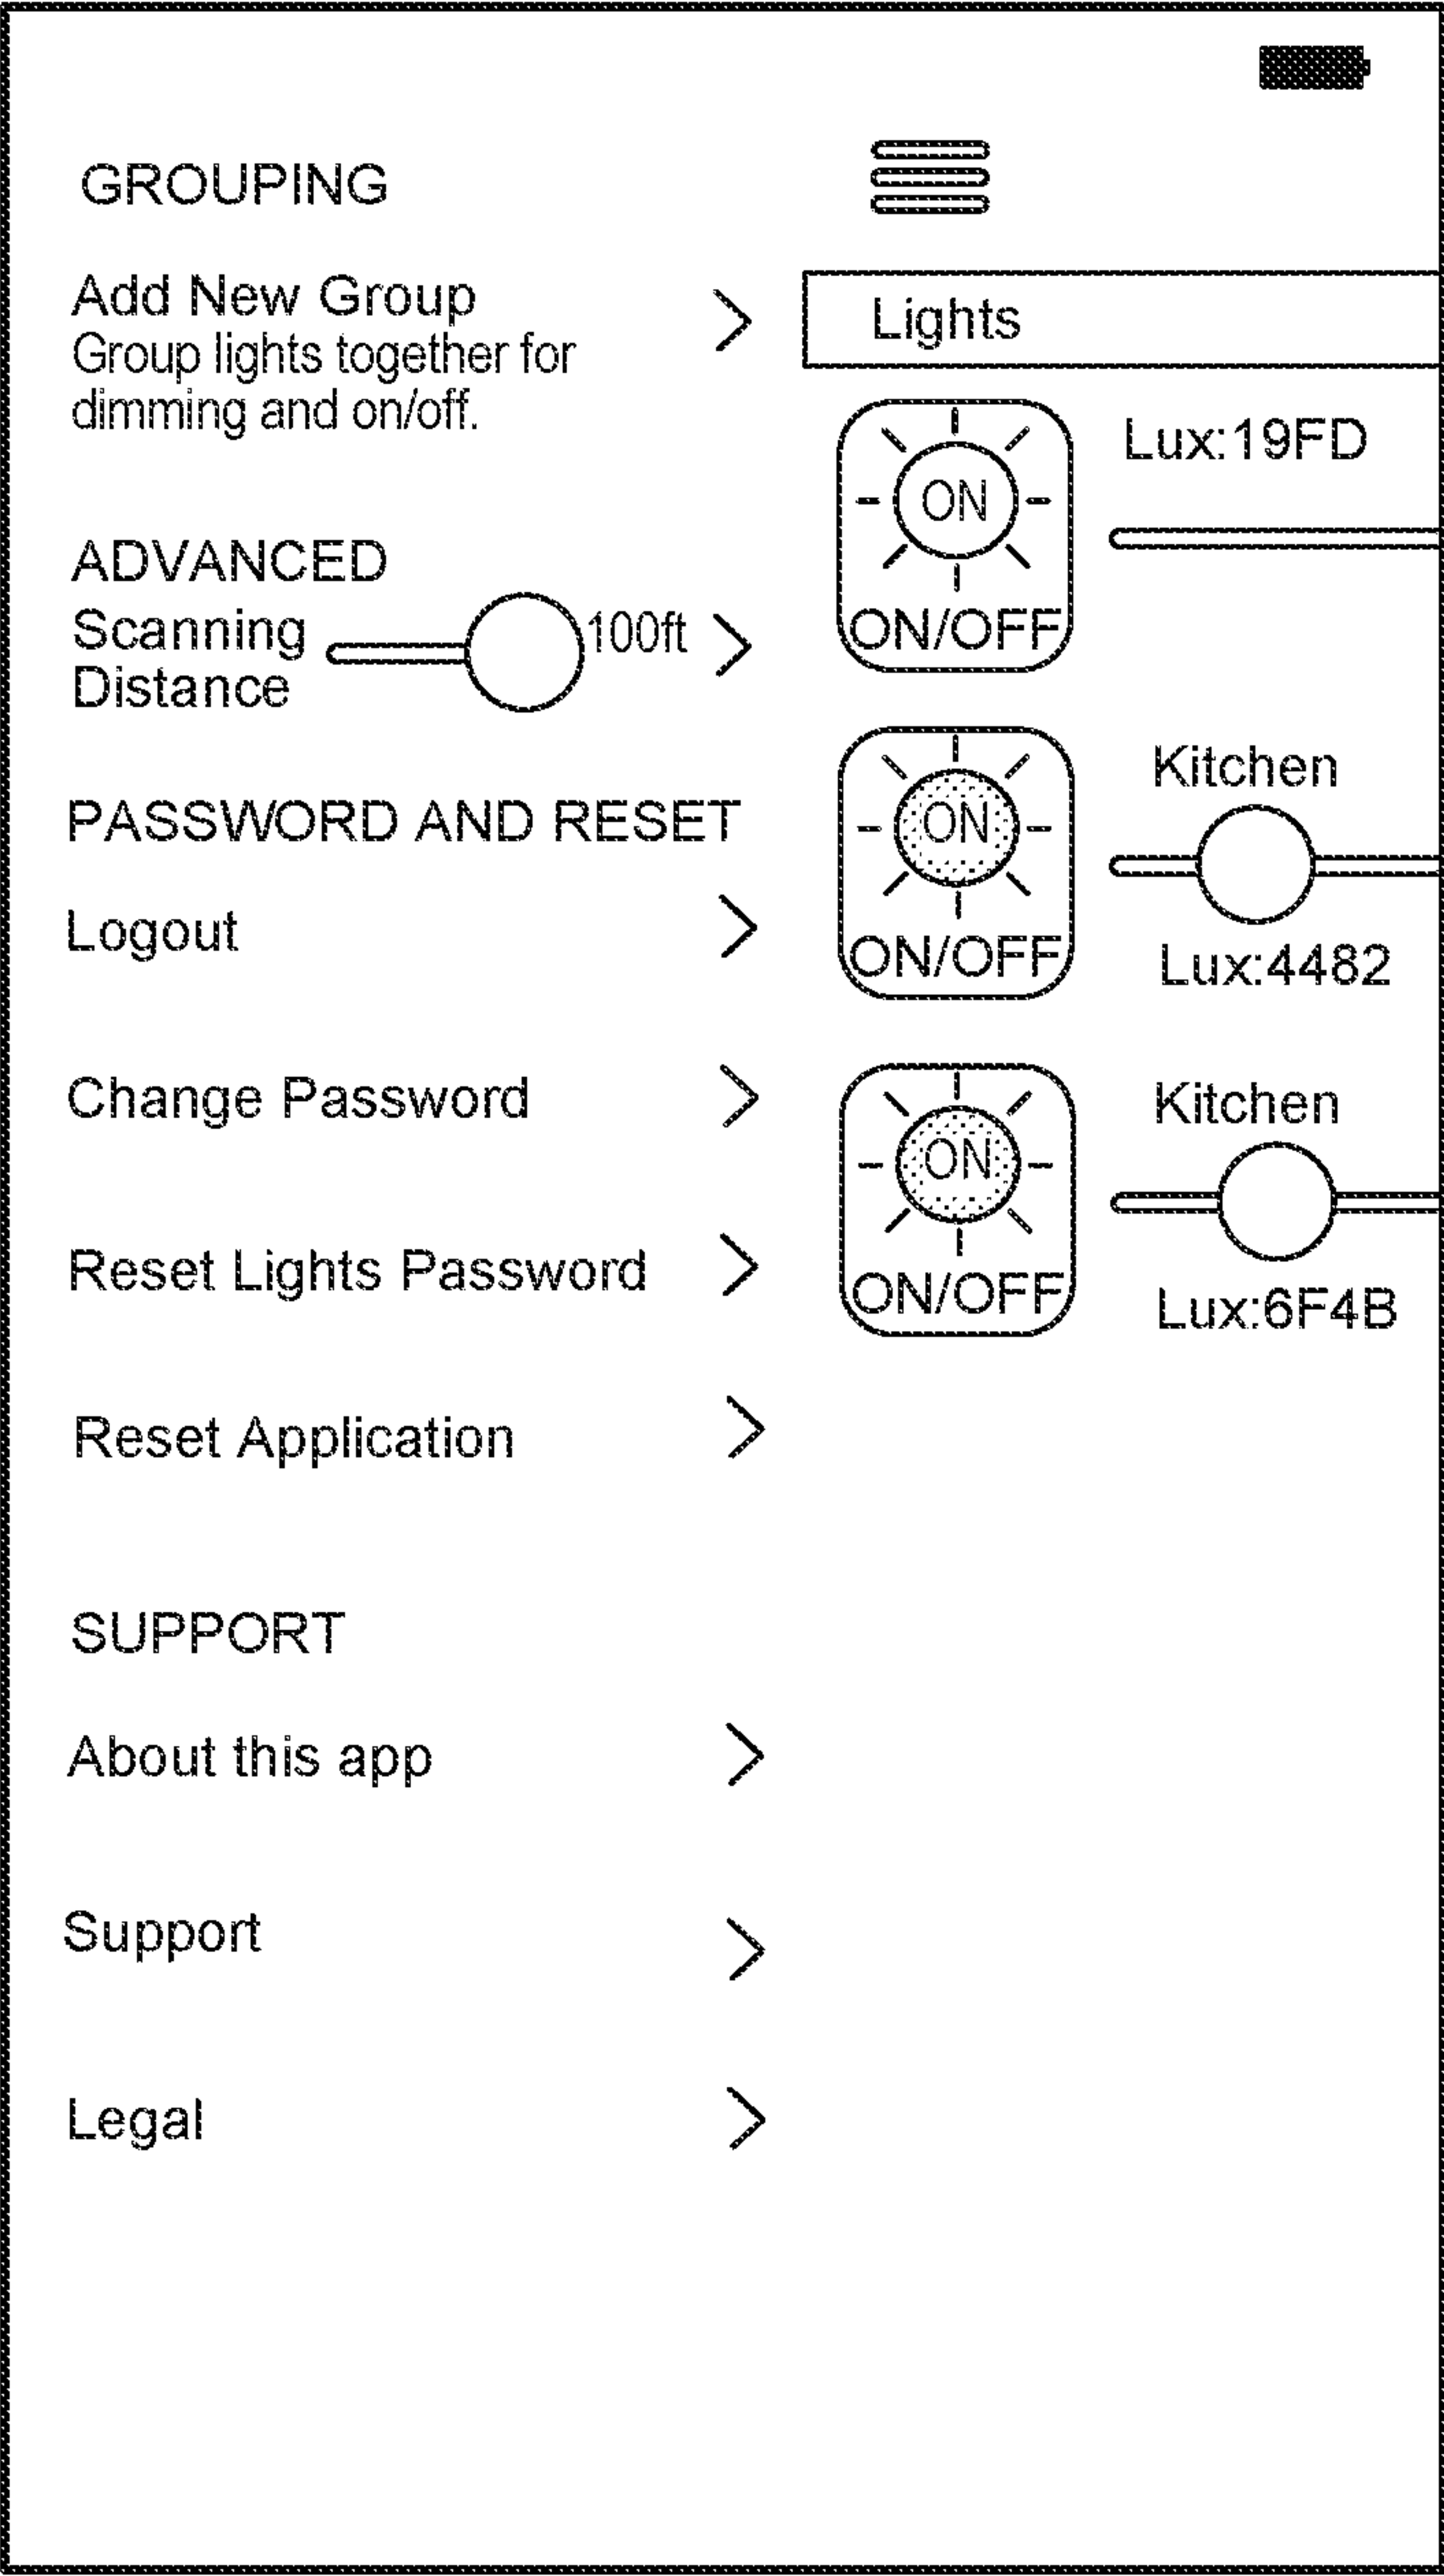 GROUPING
Add New Group
Group lights together for
dimming and on/off.
ADVANCED
Scanning
Distance
100ft
PASSWORD AND RESET
Logout
Change Password
Reset Lights Password
Reset Application
SUPPORT
About this app
Support
Legal
Lights
ON
ON/OFF
Lux:19FD
ON
ON/OFF
Kitchen
Lux:4482
ON
ON/OFF
Kitchen
Lux:6F4B